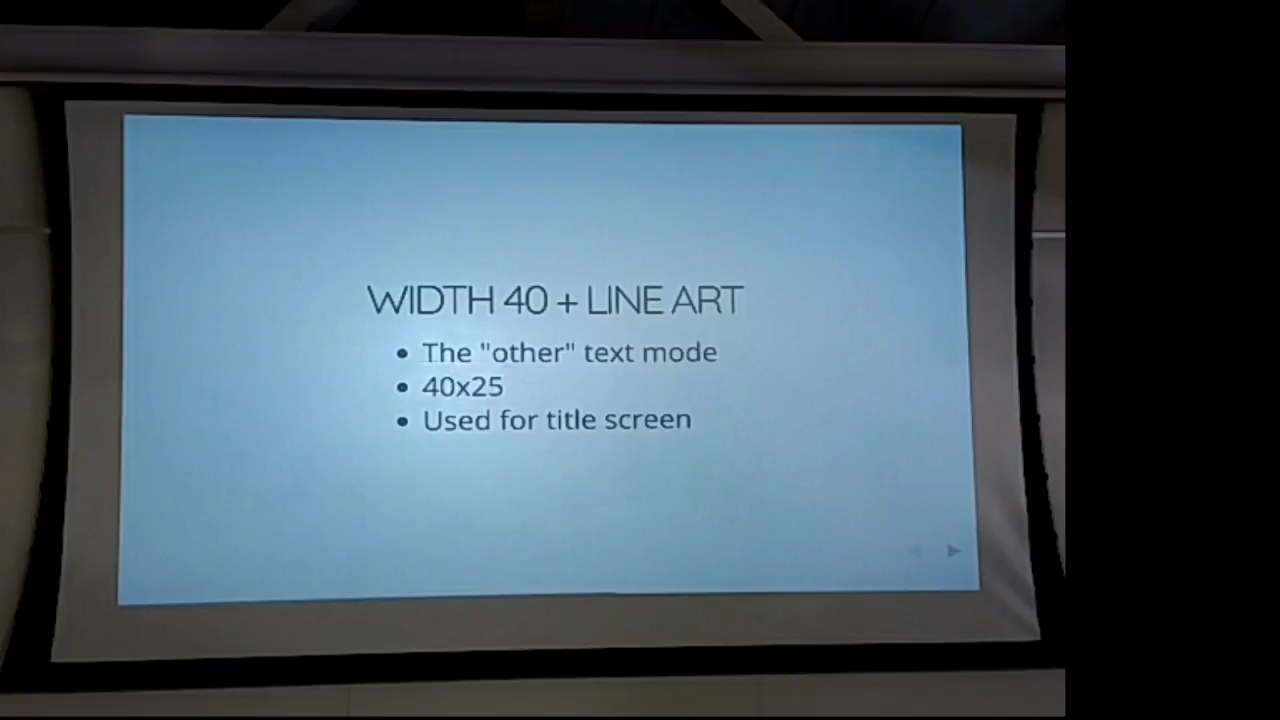 WIDTH 40 + LINE ART
The "other" text mode
40x25
Used for title screen